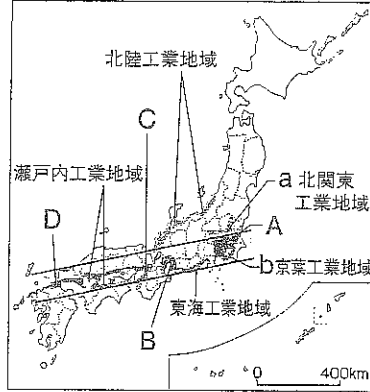 北陸工業地域
C
瀬戸内工業地域
a 北関東
工業地域
D
A
b 京葉工業地域
東海工業地域
B
0 400km